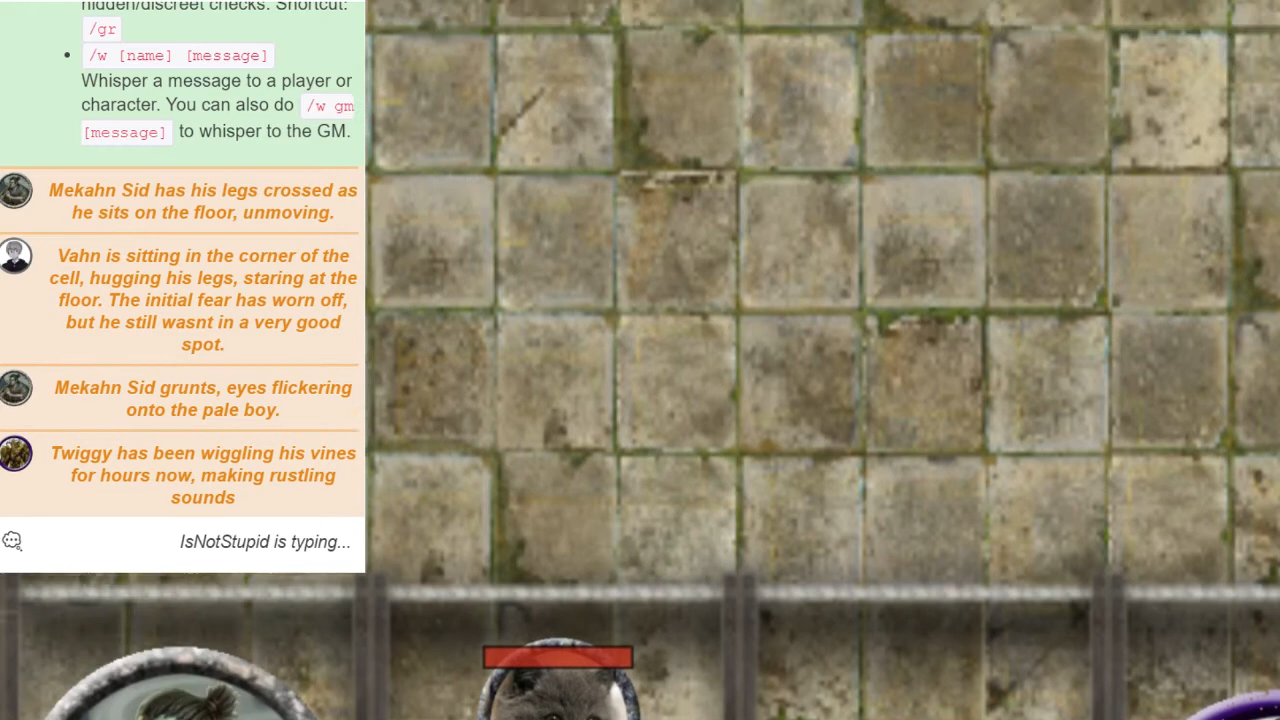 hidden/discreet checks. Shortcut:
/gr
/w [name] [message]
Whisper a message to a player or
character. You can also do /w gm
[message] to whisper to the GM.
Mekahn Sid has his legs crossed as
he sits on the floor, unmoving.
Vahn is sitting in the corner of the
cell, hugging his legs, staring at the
floor. The initial fear has worn off,
but he still wasnt in a very good
spot.
Mekahn Sid grunts, eyes flickering
onto the pale boy.
Twiggy has been wiggling his vines
for hours now, making rustling
sounds
IsNotStupid is typing...